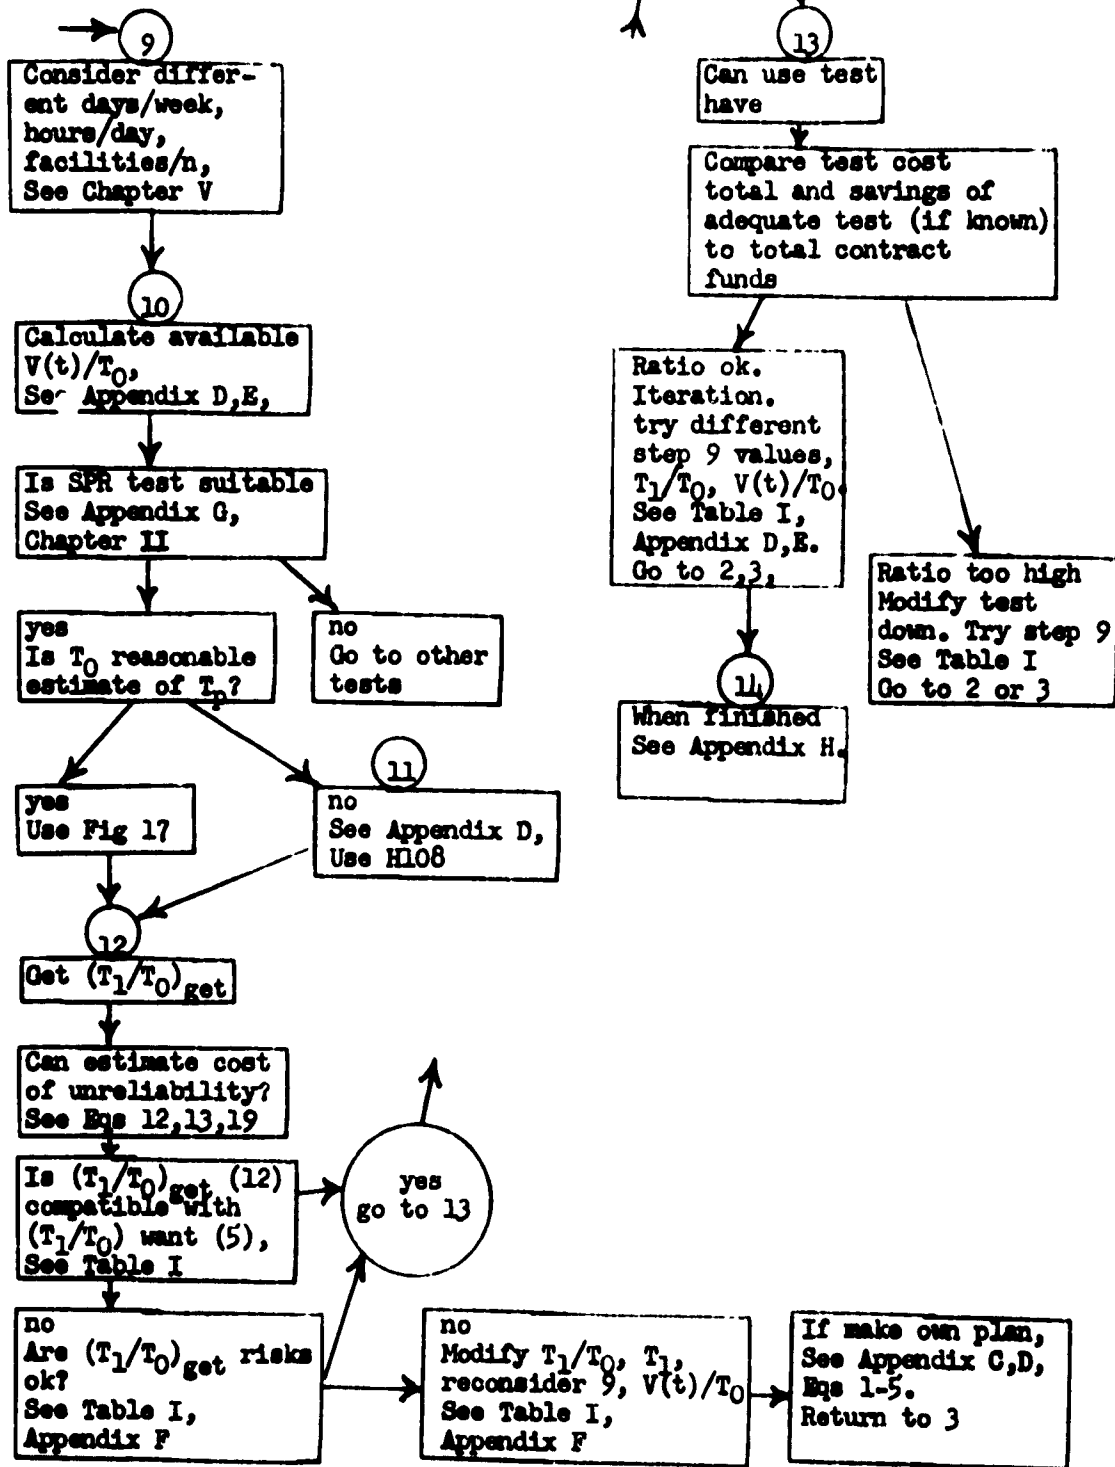 9
Consider differ-
ent days/week,
hours/day,
facilities/n,
See Chapter V
10
Calculate available
V(t)/T₀,
See Appendix D,E,
Is SPR test suitable
See Appendix G,
Chapter II
yes
Is T₀ reasonable
estimate of Tₚ?
no
Go to other
tests
yes
Use Fig 17
11
no
See Appendix D,
Use H108
12
Get (T₁/T₀)get
Can estimate cost
of unreliability?
See Eqs 12,13,19
Is (T₁/T₀)get (12)
compatible with
(T₁/T₀) want (5),
See Table I
yes
go to 13
no
Are (T₁/T₀)get risks
ok?
See Table I,
Appendix F
no
Modify T₁/T₀, T₁,
reconsider 9, V(t)/T₀
See Table I,
Appendix F
If make own plan,
See Appendix C,D,
Eqs 1-5.
Return to 3
13
Can use test
have
Compare test cost
total and savings of
adequate test (if known)
to total contract
funds
Ratio ok.
Iteration.
try different
step 9 values,
T₁/T₀, V(t)/T₀.
See Table I,
Appendix D,E.
Go to 2,3,
Ratio too high
Modify test
down. Try step 9
See Table I
Go to 2 or 3
14
When finished
See Appendix H.